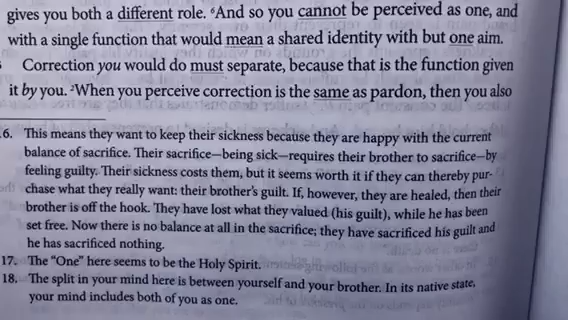 gives you both a different role. ⁶And so you cannot be perceived as one, and
with a single function that would mean a shared identity with but one aim.
Correction you would do must separate, because that is the function given
it by you. ²When you perceive correction is the same as pardon, then you also
6. This means they want to keep their sickness because they are happy with the current
balance of sacrifice. Their sacrifice—being sick—requires their brother to sacrifice—by
feeling guilty. Their sickness costs them, but it seems worth it if they can thereby pur-
chase what they really want: their brother's guilt. If, however, they are healed, then their
brother is off the hook. They have lost what they valued (his guilt), while he has been
set free. Now there is no balance at all in the sacrifice; they have sacrificed his guilt and
he has sacrificed nothing.
17. The "One" here seems to be the Holy Spirit.
18. The split in your mind here is between yourself and your brother. In its native state,
your mind includes both of you as one.